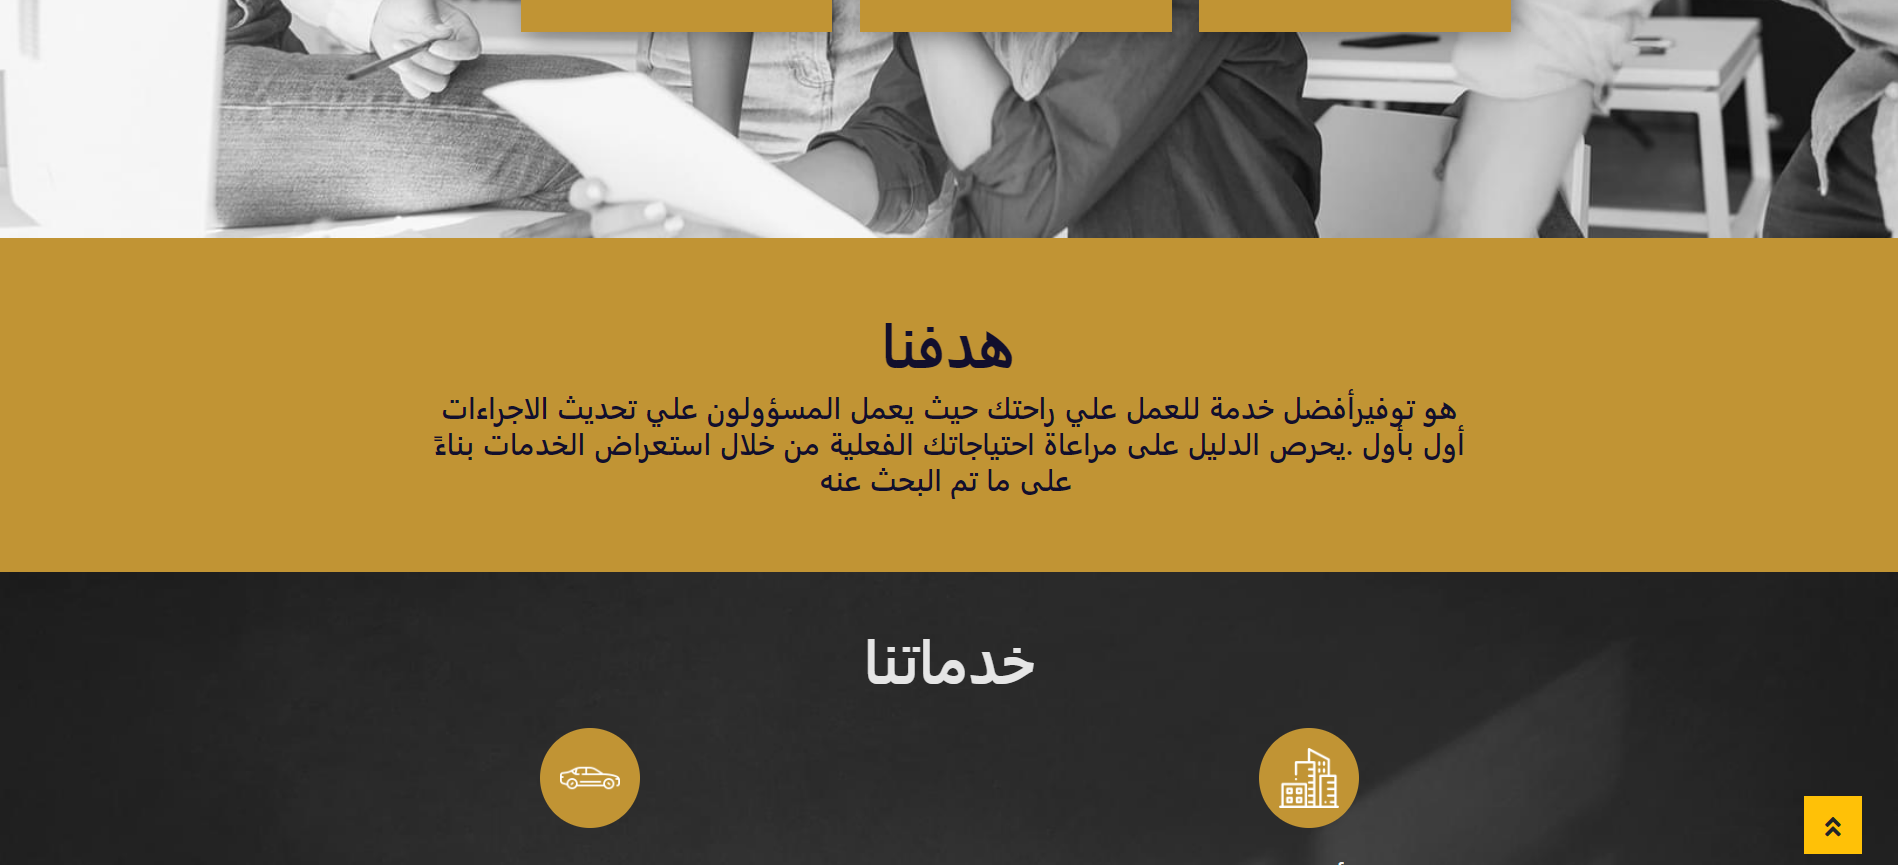 هدفنا
هو توفيرأفضل خدمة للعمل علي راحتك حيث يعمل المسؤولون علي تحديث الاجراءات
أول بأول .يحرص الدليل على مراعاة احتياجاتك الفعلية من خلال استعراض الخدمات بناءً
على ما تم البحث عنه
خدماتنا